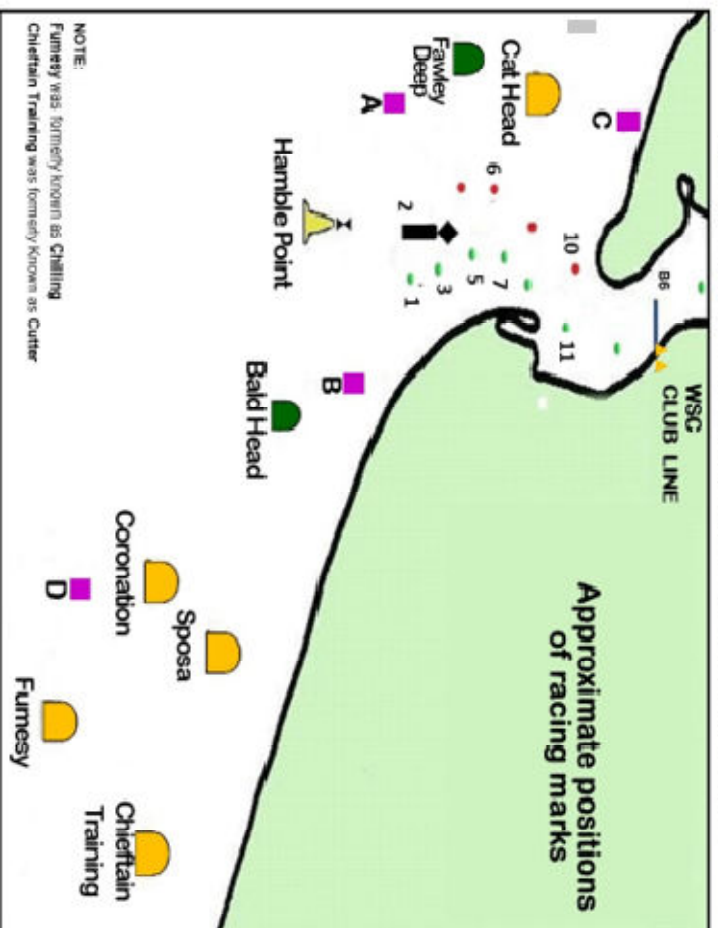 WSC
CLUB LINE
B6
Approximate positions
of racing marks
C
10
11
Cat Head
6
7
5
Fawley
Deep
3
1
2
A
B
Hamble Point
Bald Head
Sposa
Coronation
Chieftain
Training
D
Fumesy
NOTE:
Fumesy was formerly known as Chilling
Chieftain Training was formerly Known as Cutter